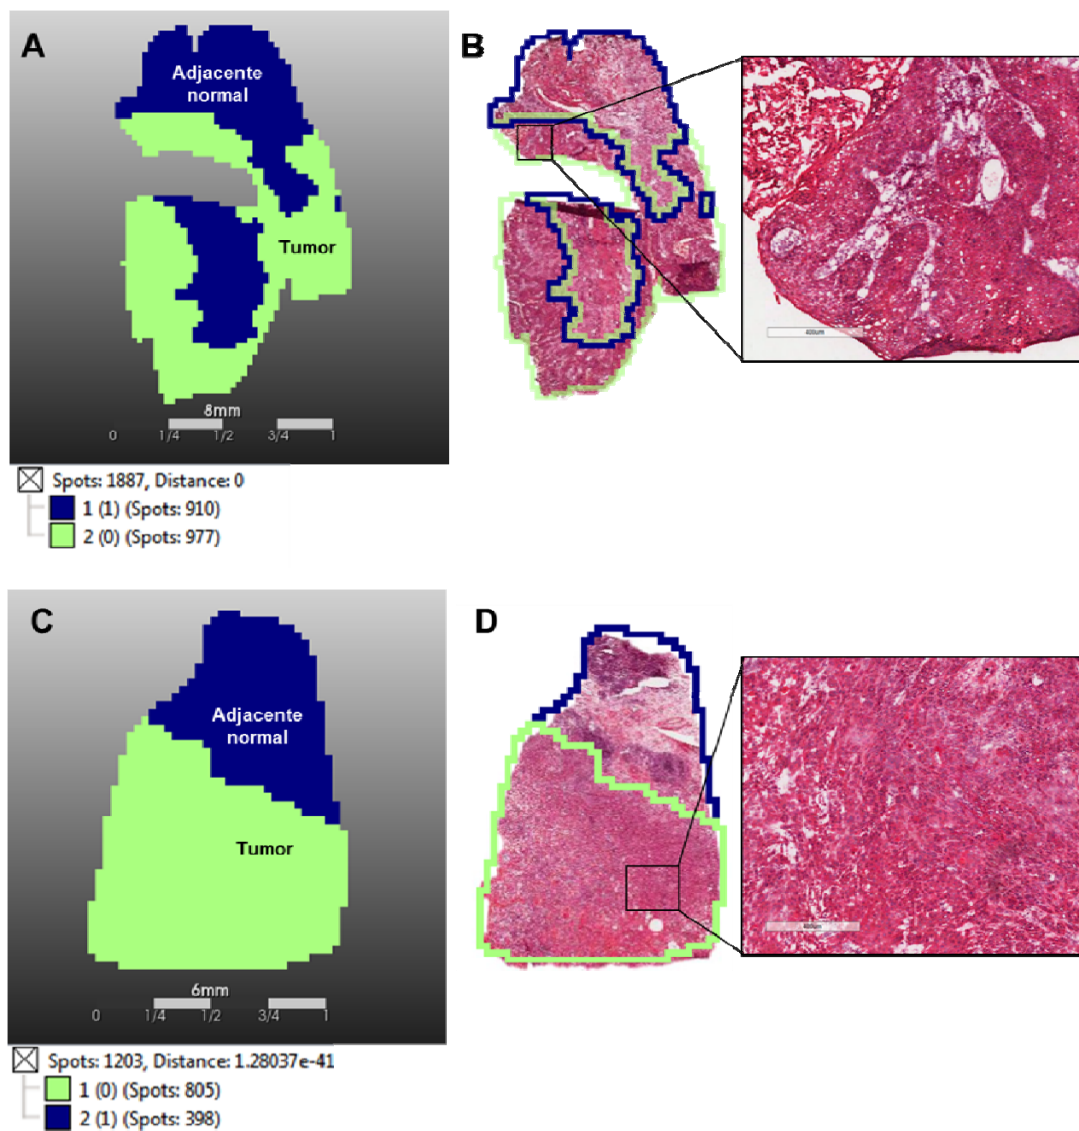 A
Adjacente
normal
Tumor
8mm
0 1/4 1/2 3/4 1
Spots: 1887, Distance: 0
1 (1) (Spots: 910)
2 (0) (Spots: 977)
B
400um
C
Adjacente
normal
Tumor
6mm
0 1/4 1/2 3/4 1
Spots: 1203, Distance: 1.28037e-41
1 (0) (Spots: 805)
2 (1) (Spots: 398)
D